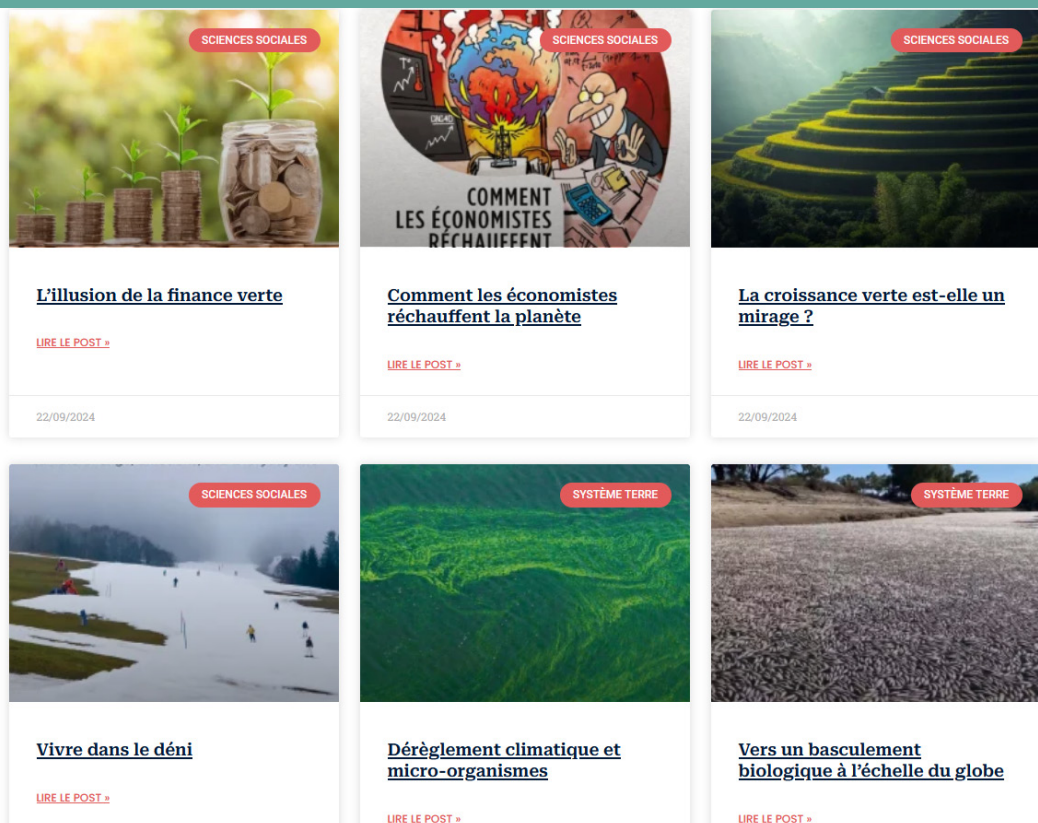 SCIENCES SOCIALES
SCIENCES SOCIALES
SCIENCES SOCIALES
COMMENT
LES ÉCONOMISTES
RÉCHAUFFENT
L’illusion de la finance verte
LIRE LE POST »
22/09/2024
Comment les économistes
réchauffent la planète
LIRE LE POST »
22/09/2024
La croissance verte est-elle un
mirage ?
LIRE LE POST »
22/09/2024
SCIENCES SOCIALES
SYSTÈME TERRE
SYSTÈME TERRE
Vivre dans le déni
LIRE LE POST »
Dérèglement climatique et
micro-organismes
LIRE LE POST »
Vers un basculement
biologique à l’échelle du globe
LIRE LE POST »